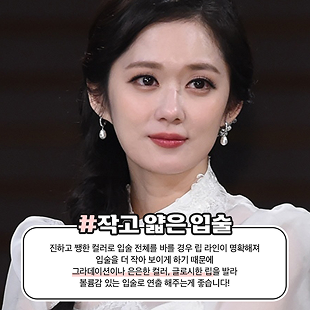 #작고 얇은 입술
진하고 쨍한 컬러로 입술 전체를 바를 경우 립 라인이 명확해져
입술을 더 작아 보이게 하기 때문에
그라데이션이나 은은한 컬러, 글로시한 립을 발라
볼륨감 있는 입술로 연출 해주는게 좋습니다!